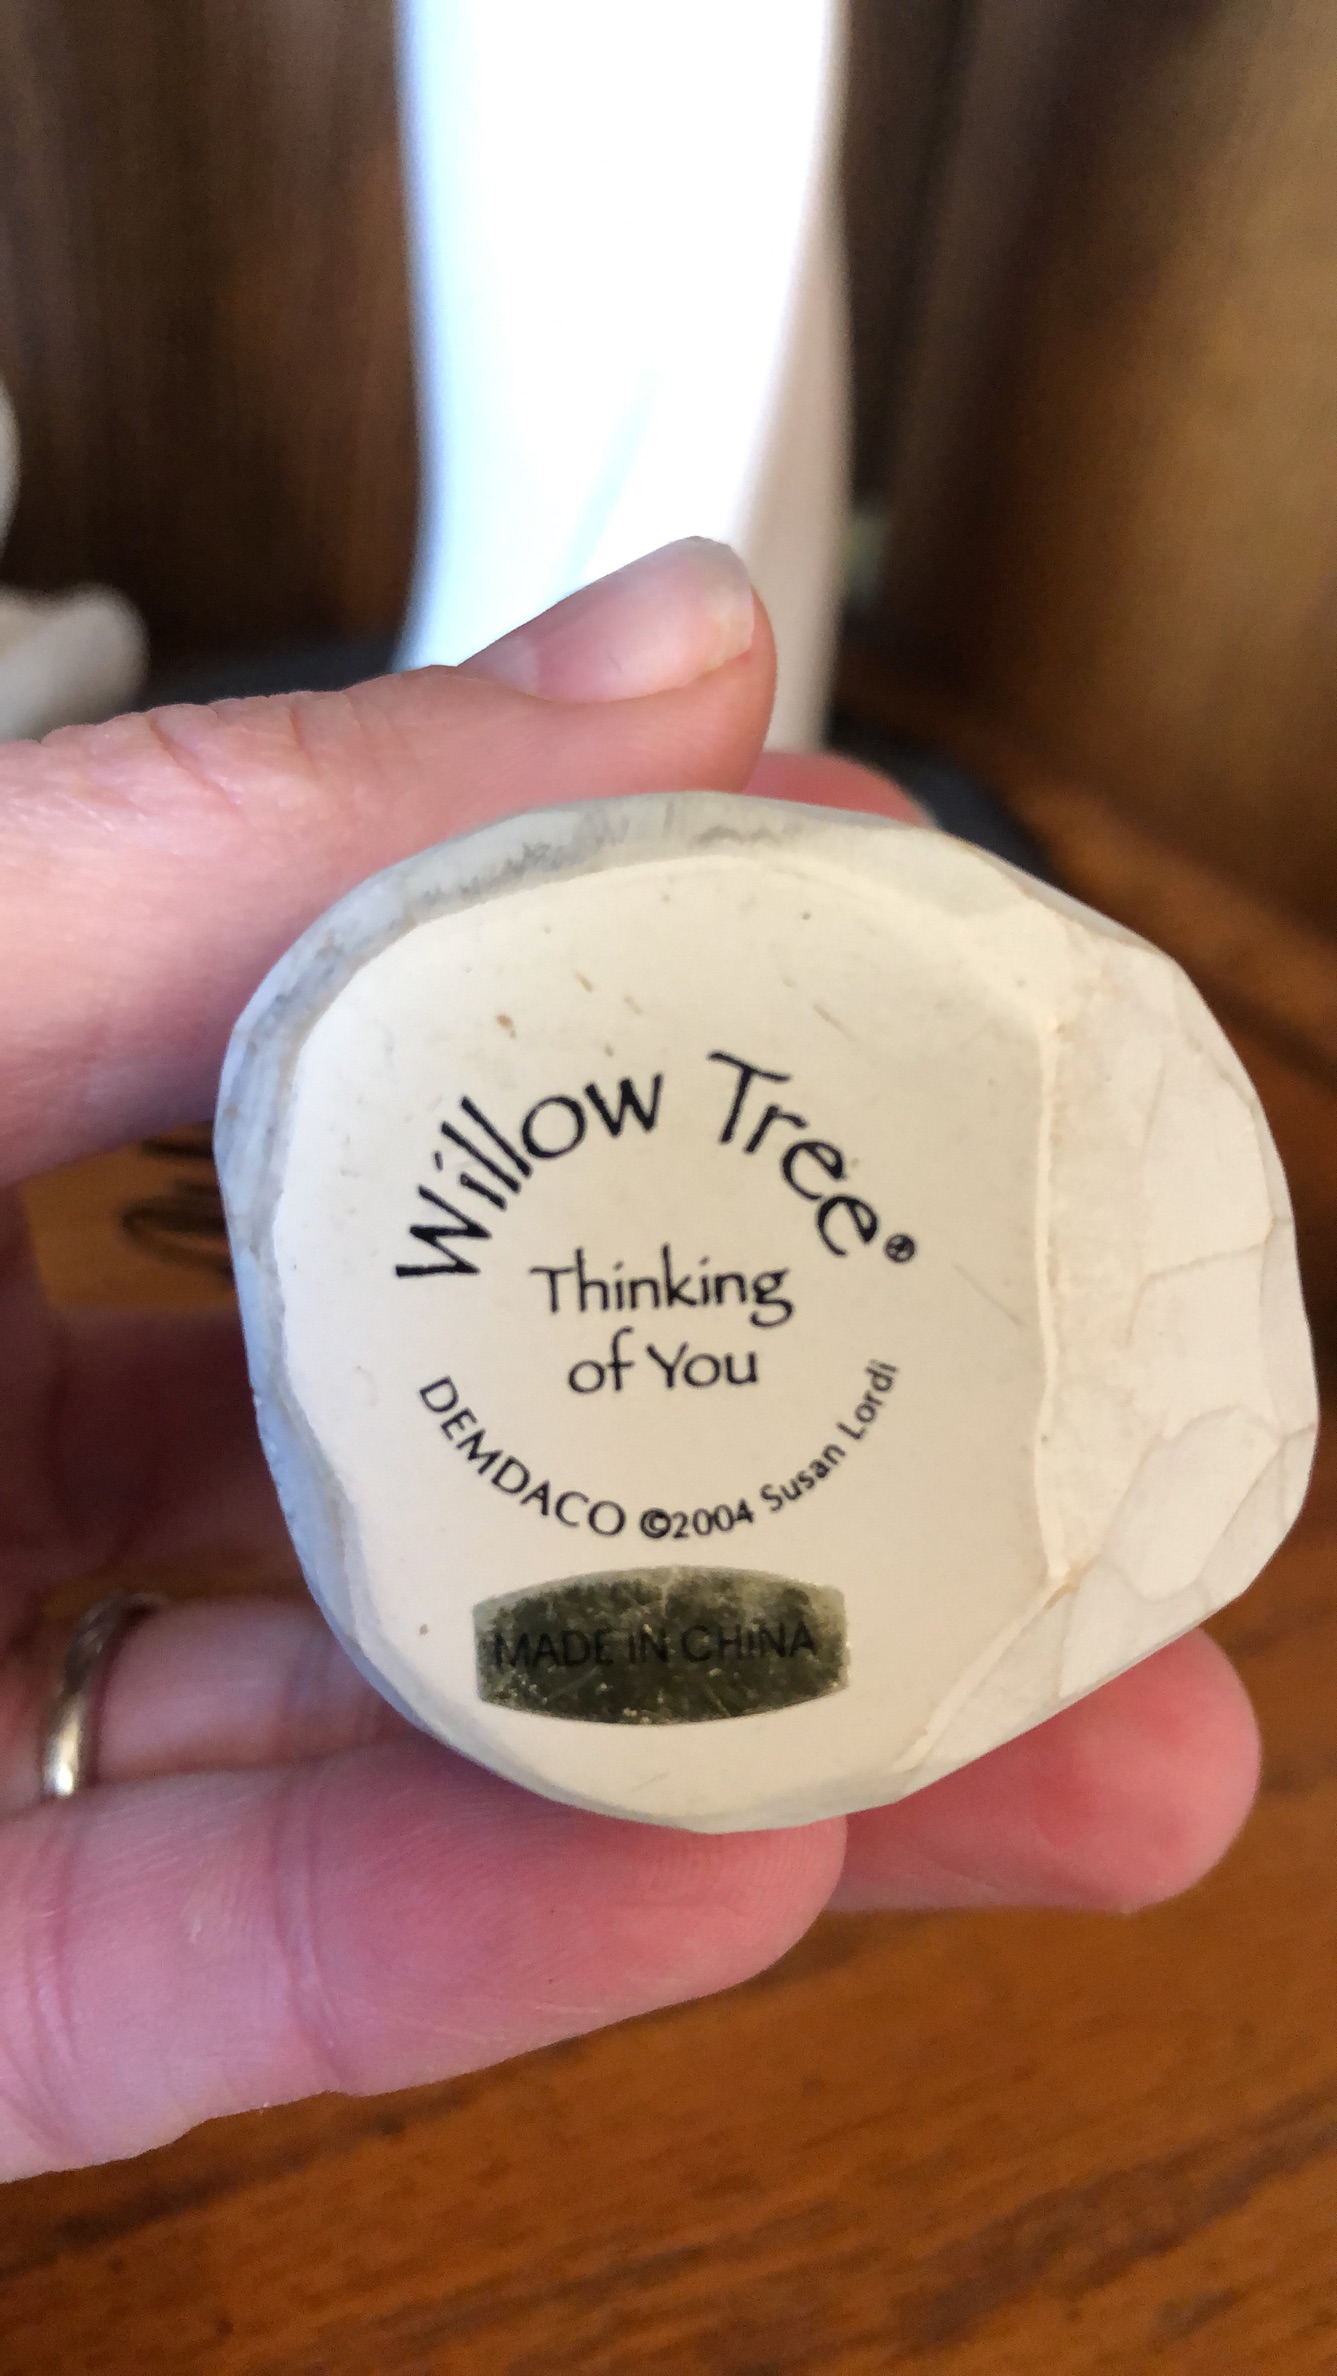 Willow Tree®
Thinking
of You
DEMDACO ©2004 Susan Lordi
MADE IN CHINA